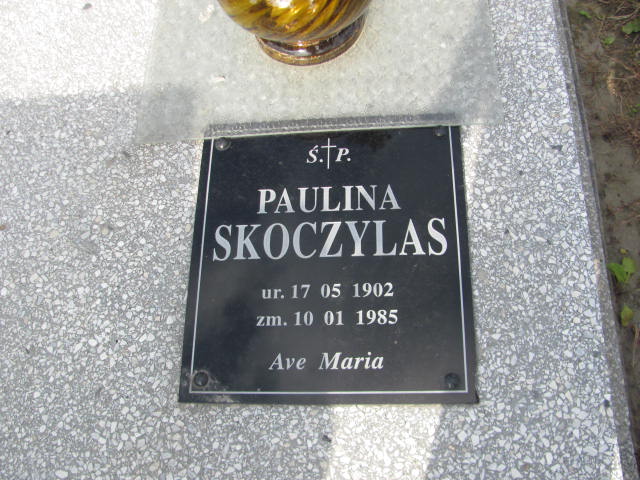 Ś.†P.
PAULINA
SKOCZYLAS
ur. 17 05 1902
zm. 10 01 1985
Ave Maria